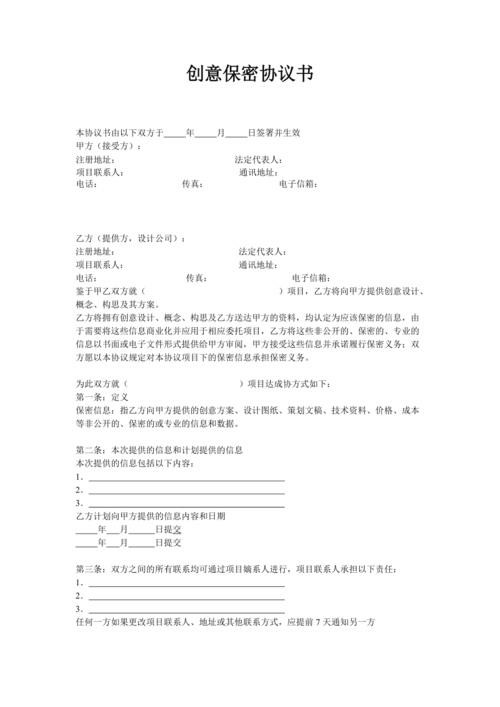 创意保密协议书
本协议书由以下双方于_____年_____月_____日签署并生效
甲方（接受方）：
注册地址： 法定代表人：
项目联系人： 通讯地址：
电话： 传真： 电子信箱：
乙方（提供方，设计公司）：
注册地址： 法定代表人：
项目联系人： 通讯地址：
电话： 传真： 电子信箱：
鉴于甲乙双方就（ ）项目，乙方将向甲方提供创意设计、
概念、构思及其方案。
乙方将拥有创意设计、概念、构思及乙方送达甲方的资料，均认定为应该保密的信息，由
于需要将这些信息商业化并应用于相应委托项目，乙方将这些非公开的、保密的、专业的
信息以书面或电子文件形式提供给甲方审阅，甲方接受这些信息并承诺履行保密义务；双
方愿以本协议规定对本协议项目下的保密信息承担保密义务。
为此双方就（ ）项目达成协方式如下：
第一条：定义
保密信息：指乙方向甲方提供的创意方案、设计图纸、策划文稿、技术资料、价格、成本
等非公开的、保密的或专业的信息和数据。
第二条：本次提供的信息和计划提供的信息
本次提供的信息包括以下内容：
1．_____
2．_____
3．_____
乙方计划向甲方提供的信息内容和日期
_____年___月_____日提交
_____年___月_____日提交
第三条：双方之间的所有联系均可通过项目嫡系人进行，项目联系人承担以下责任：
1．_____
2．_____
3．_____
任何一方如果更改项目联系人、地址或其他联系方式，应提前 7 天通知另一方